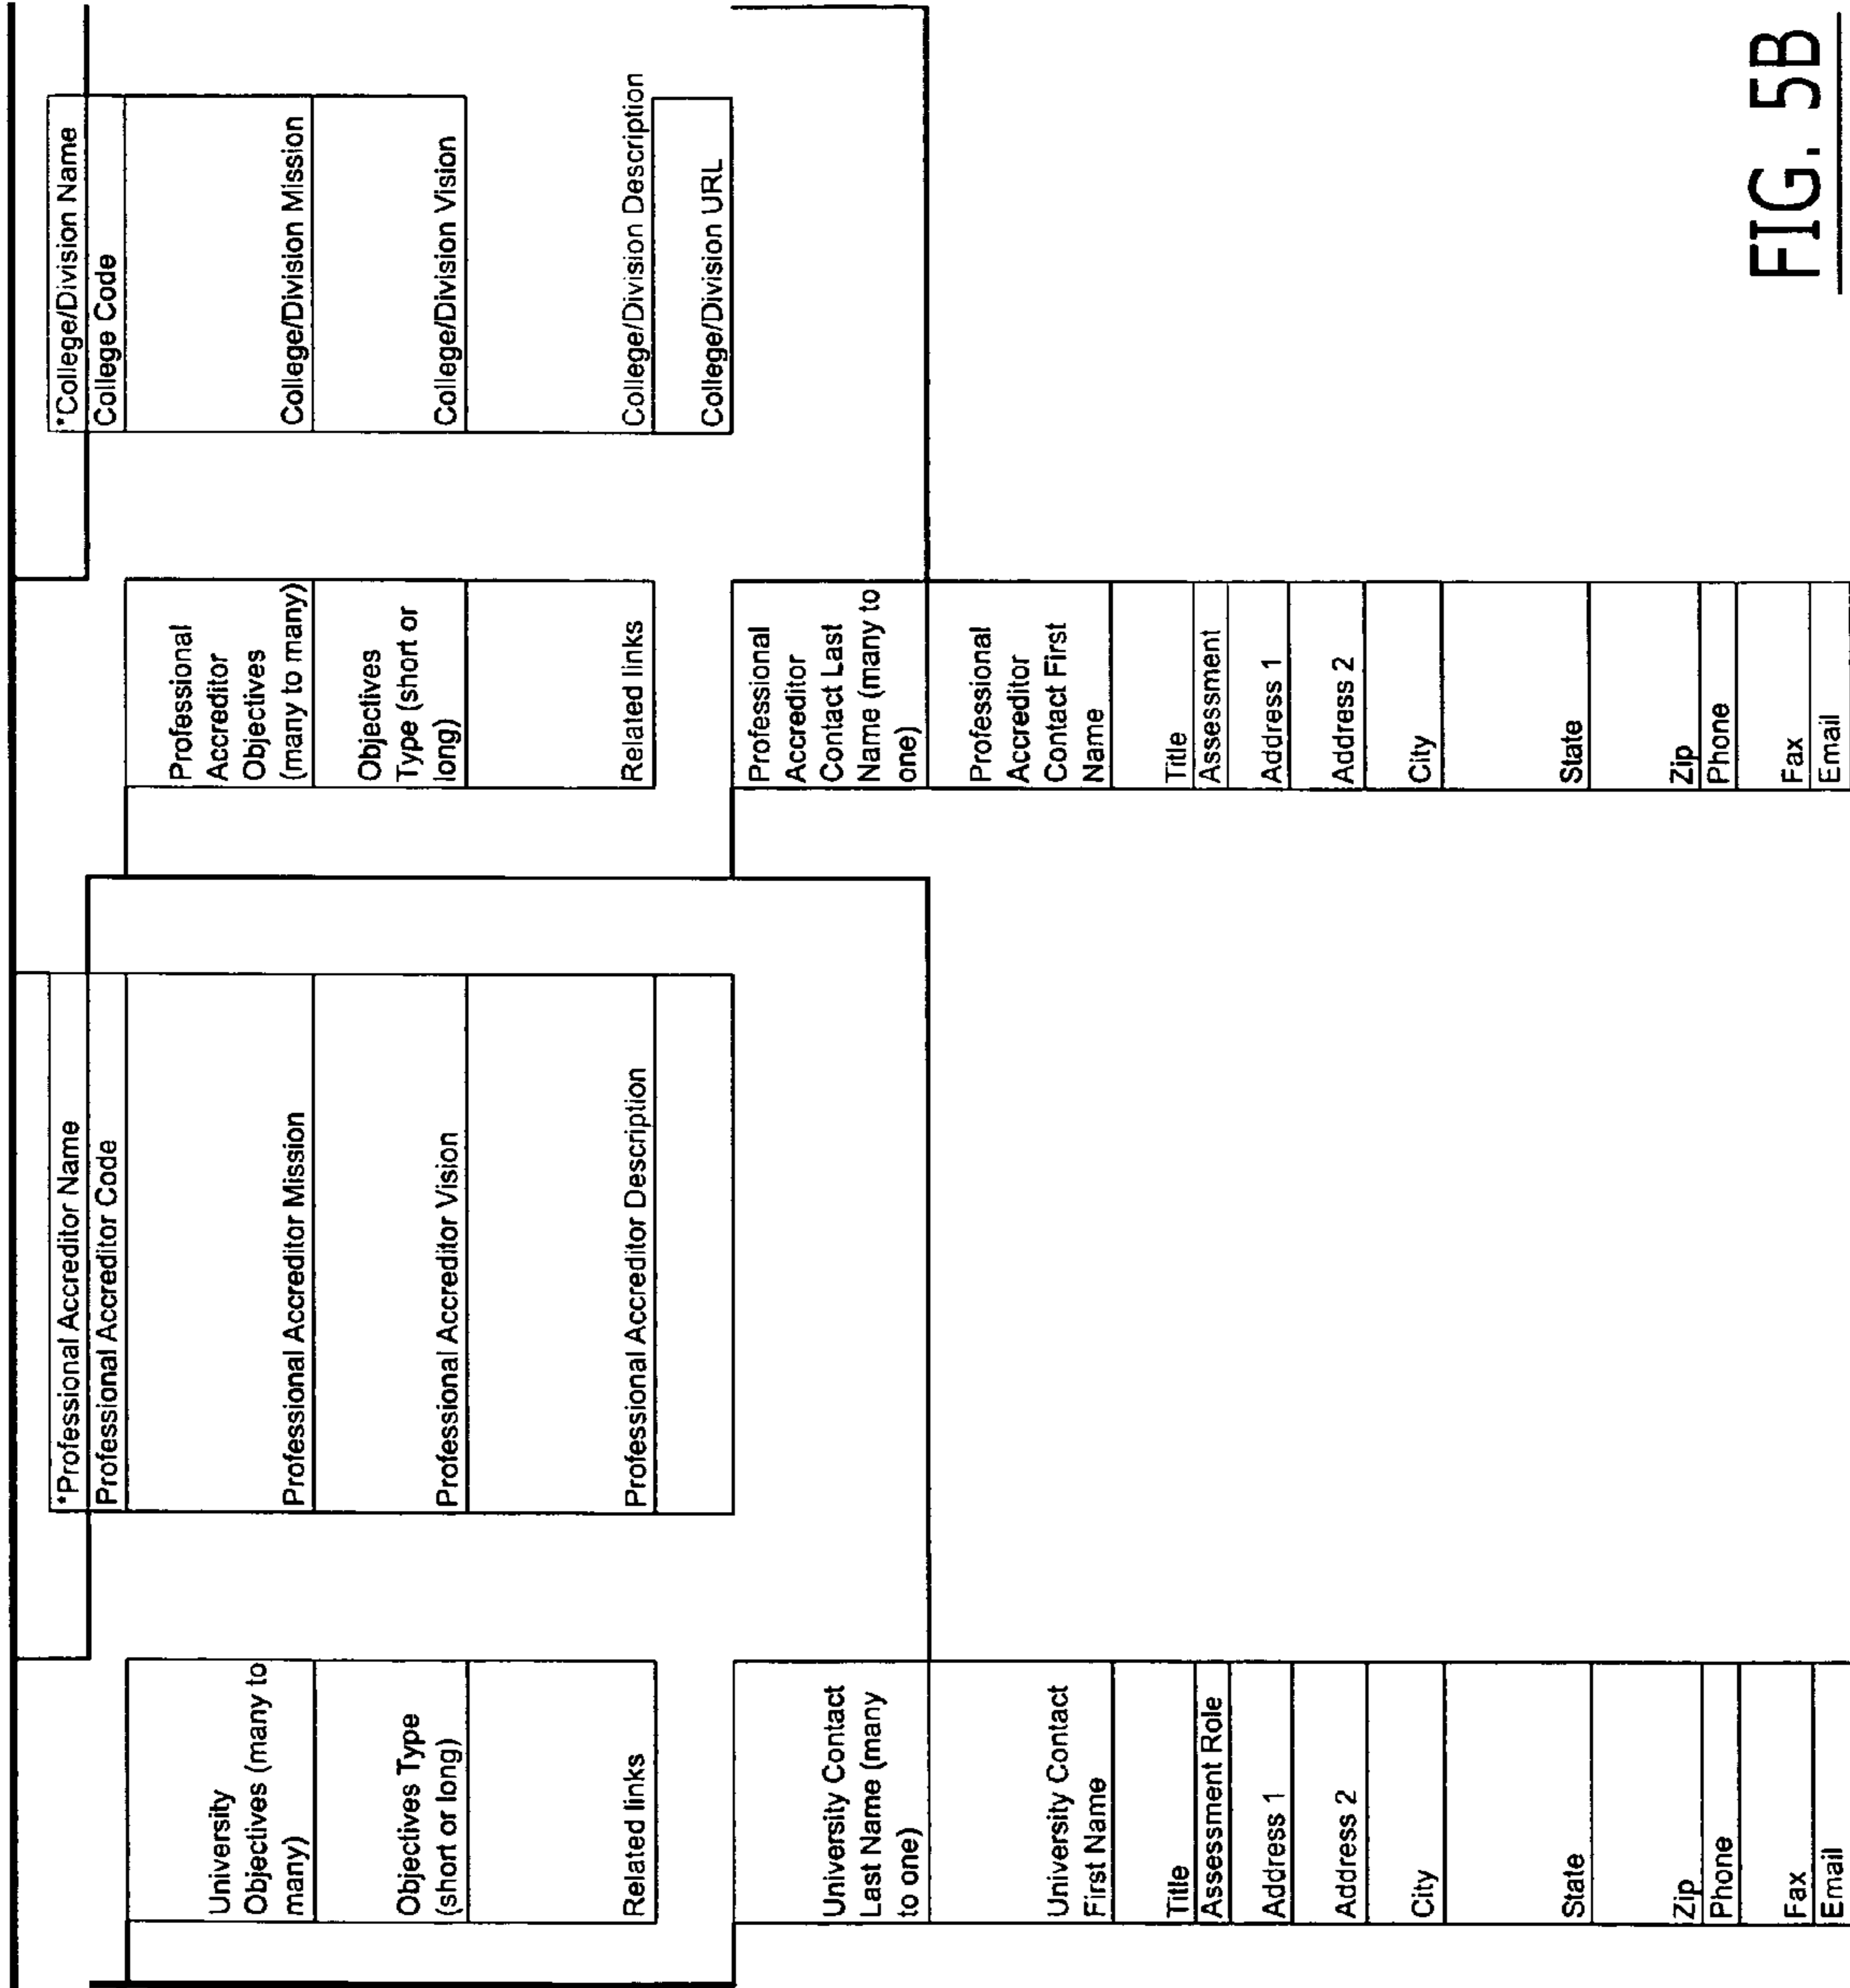 University
Objectives (many to
many)
Objectives Type
(short or long)
Related links
University Contact
Last Name (many
to one)
University Contact
First Name
Title
Assessment Role
Address 1
Address 2
City
State
Zip
Phone
Fax
Email
*Professional Accreditor Name
Professional Accreditor Code
Professional Accreditor Mission
Professional Accreditor Vision
Professional Accreditor Description
Professional
Accreditor
Objectives
(many to many)
Objectives
Type (short or
long)
Related links
Professional
Accreditor
Contact Last
Name (many to
one)
Professional
Accreditor
Contact First
Name
Title
Assessment
Address 1
Address 2
City
State
Zip
Phone
Fax
Email
*College/Division Name
College Code
College/Division Mission
College/Division Vision
College/Division Description
College/Division URL
FIG. 5B